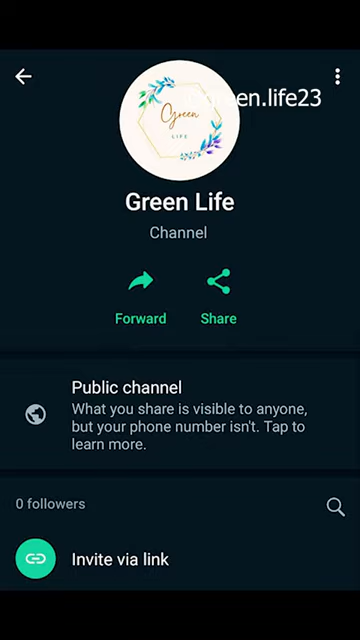 green.life23
Green
LIFE
Green Life
Channel
Forward
Share
Public channel
What you share is visible to anyone,
but your phone number isn't. Tap to
learn more.
0 followers
Invite via link